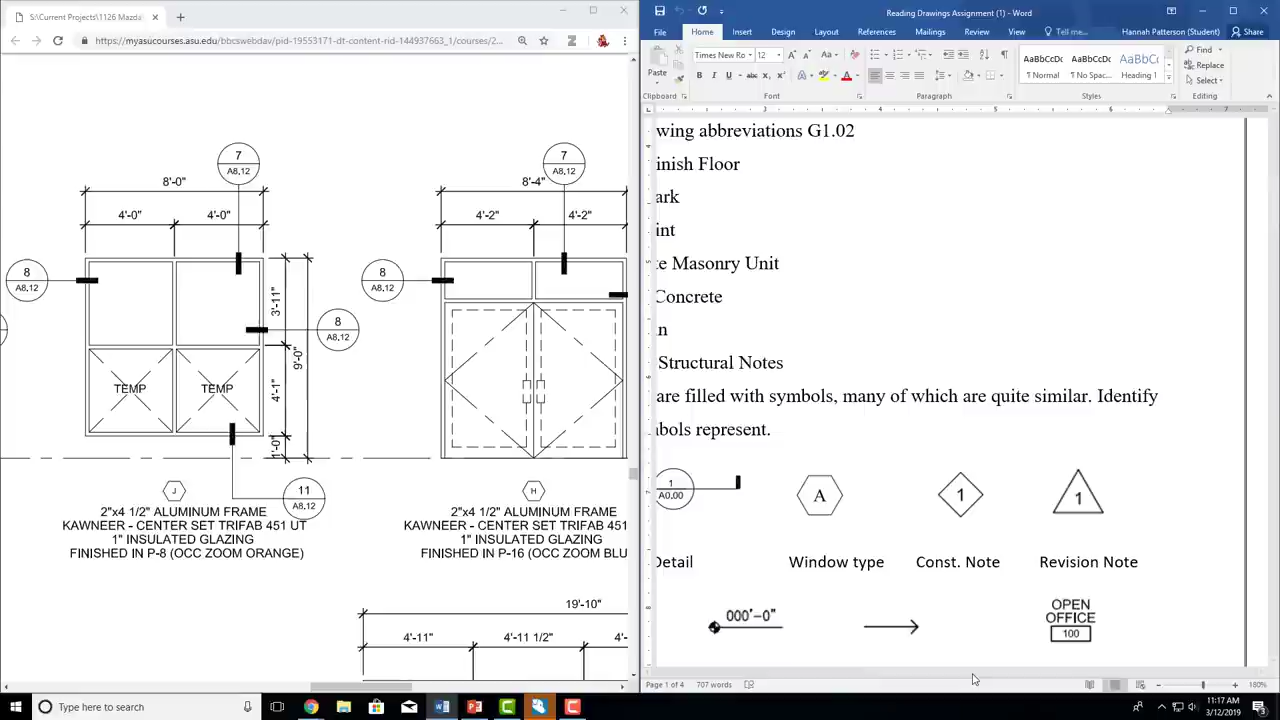 S:\Current Projects\1126 Mazda
https://myasucourses.asu.edu/bbcswebdav/pid-19553171-dt-content-rid-144937663_1/courses/2...
7
A8.12
8'-0"
4'-0"
4'-0"
8
A8.12
3'-11"
8
A8.12
9'-0"
TEMP
TEMP
4'-1"
1'-0"
J
11
A8.12
2"x4 1/2" ALUMINUM FRAME
KAWNEER - CENTER SET TRIFAB 451 UT
1" INSULATED GLAZING
FINISHED IN P-8 (OCC ZOOM ORANGE)
7
A8.12
8'-4"
4'-2"
4'-2"
8
A8.12
H
2"x4 1/2" ALUMINUM FRAME
KAWNEER - CENTER SET TRIFAB 451
1" INSULATED GLAZING
FINISHED IN P-16 (OCC ZOOM BLU
19'-10"
4'-11"
4'-11 1/2"
4'-
Reading Drawings Assignment (1) - Word
File Home Insert Design Layout References Mailings Review View Tell me... Hannah Patterson (Student) Share
Paste
Times New Ro 12
B I U
AaBbCcDc AaBbCcDc AaBbC
¶ Normal ¶ No Spac... Heading 1
Find
Replace
Select
Clipboard Font Paragraph Styles Editing
3 4 5 6 7
wing abbreviations G1.02
inish Floor
ark
int
te Masonry Unit
Concrete
n
Structural Notes
are filled with symbols, many of which are quite similar. Identify
bols represent.
1
A0.00
A
1
1
Detail Window type Const. Note Revision Note
000'-0"
OPEN
OFFICE
100
Page 1 of 4 707 words
180%
Type here to search
11:17 AM
3/12/2019